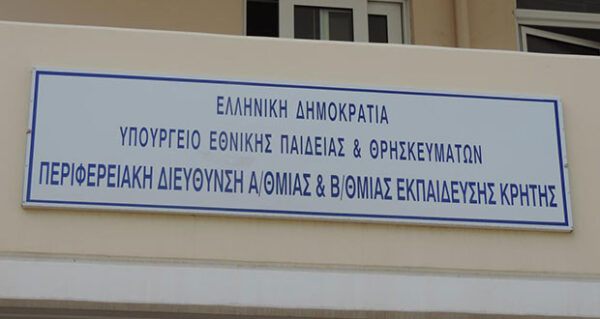 ΕΛΛΗΝΙΚΗ ΔΗΜΟΚΡΑΤΙΑ
ΥΠΟΥΡΓΕΙΟ ΕΘΝΙΚΗΣ ΠΑΙΔΕΙΑΣ & ΘΡΗΣΚΕΥΜΑΤΩΝ
ΠΕΡΙΦΕΡΕΙΑΚΗ ΔΙΕΥΘΥΝΣΗ Α/ΘΜΙΑΣ & Β/ΘΜΙΑΣ ΕΚΠΑΙΔΕΥΣΗΣ ΚΡΗΤΗΣ